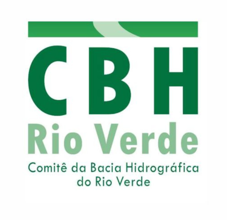 CBH
Rio Verde
Comitê da Bacia Hidrográfica
do Rio Verde